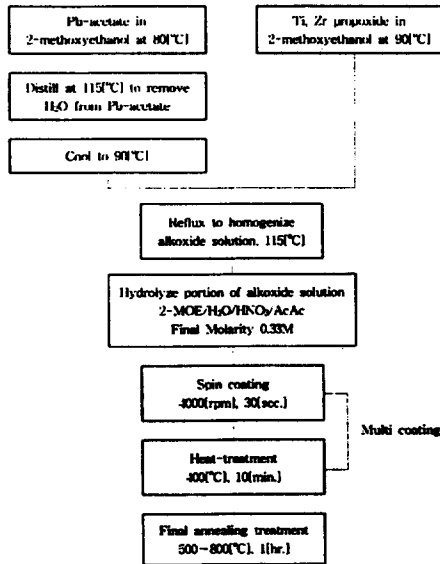 Pb-acetate in
2-methoxyethanol at 80[℃]
Ti, Zr propoxide in
2-methoxyethanol at 90[℃]
Distill at 115[℃] to remove
H₂O from Pb-acetate
Cool to 90[℃]
Reflux to homogenize
alkoxide solution, 115[℃]
Hydrolyze portion of alkoxide solution
2-MOE/H₂O/HNO₃/AcAc
Final Molarity 0.33M
Spin coating
4000[rpm], 30[sec.]
Multi coating
Heat-treatment
400[℃], 10[min.]
Final annealing treatment
500~800[℃], 1[hr.]